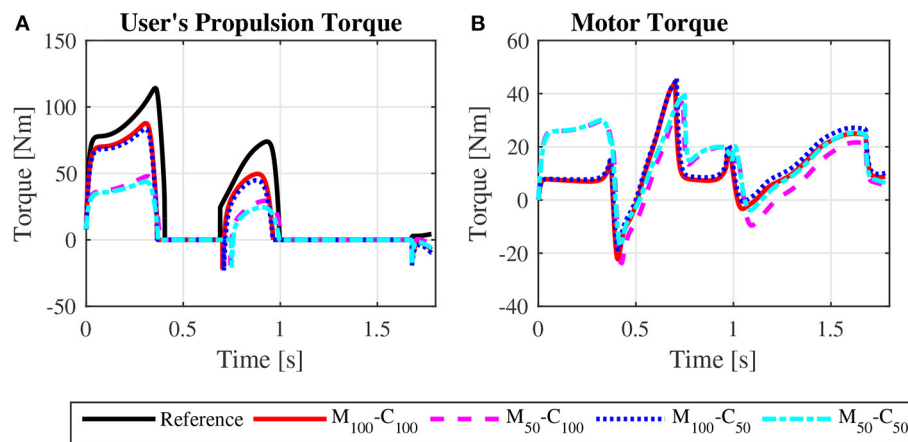 A User's Propulsion Torque
B Motor Torque
150
100
50
0
-50
Torque [Nm]
0 0.5 1 1.5
Time [s]
60
40
20
0
-20
-40
Torque [Nm]
0 0.5 1 1.5
Time [s]
Reference M100-C100 M50-C100 M100-C50 M50-C50